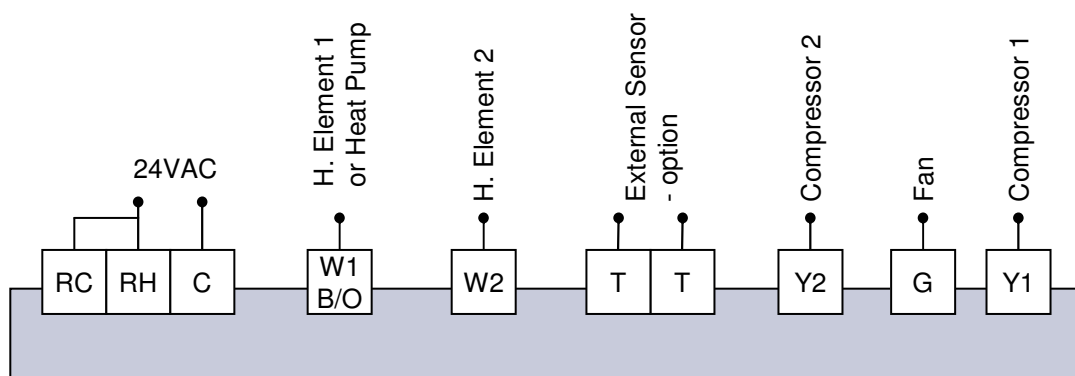 24VAC
H. Element 1
or Heat Pump
H. Element 2
External Sensor
- option
Compressor 2
Fan
Compressor 1
RC
RH
C
W1
B/O
W2
T
T
Y2
G
Y1